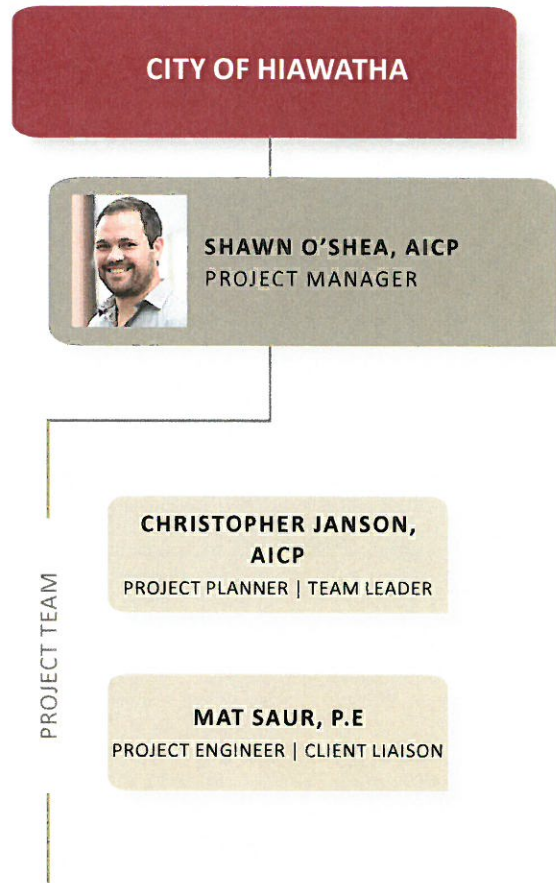 CITY OF HIAWATHA
SHAWN O'SHEA, AICP
PROJECT MANAGER
PROJECT TEAM
CHRISTOPHER JANSON,
AICP
PROJECT PLANNER | TEAM LEADER
MAT SAUR, P.E
PROJECT ENGINEER | CLIENT LIAISON